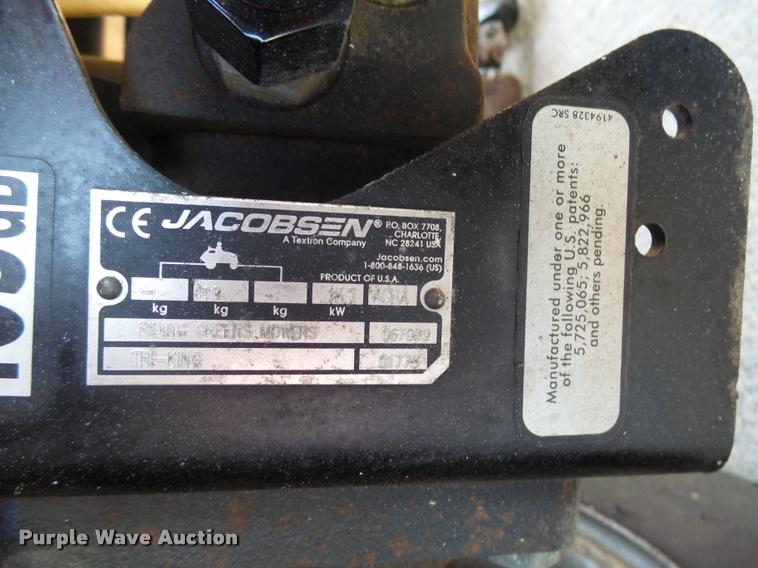 CE JACOBSEN®
A Textron Company
P.O. BOX 7708,
CHARLOTTE,
NC 28241 USA
Jacobsen.com
1-800-848-1636 (US)
PRODUCT OF U.S.A.
kg kg kg kW
RIDING GREENS MOWERS
TRI-KING
4194328 SRC
Manufactured under one or more
of the following U.S. patents:
5,725,065; 5,822,966
and others pending.
Purple Wave Auction